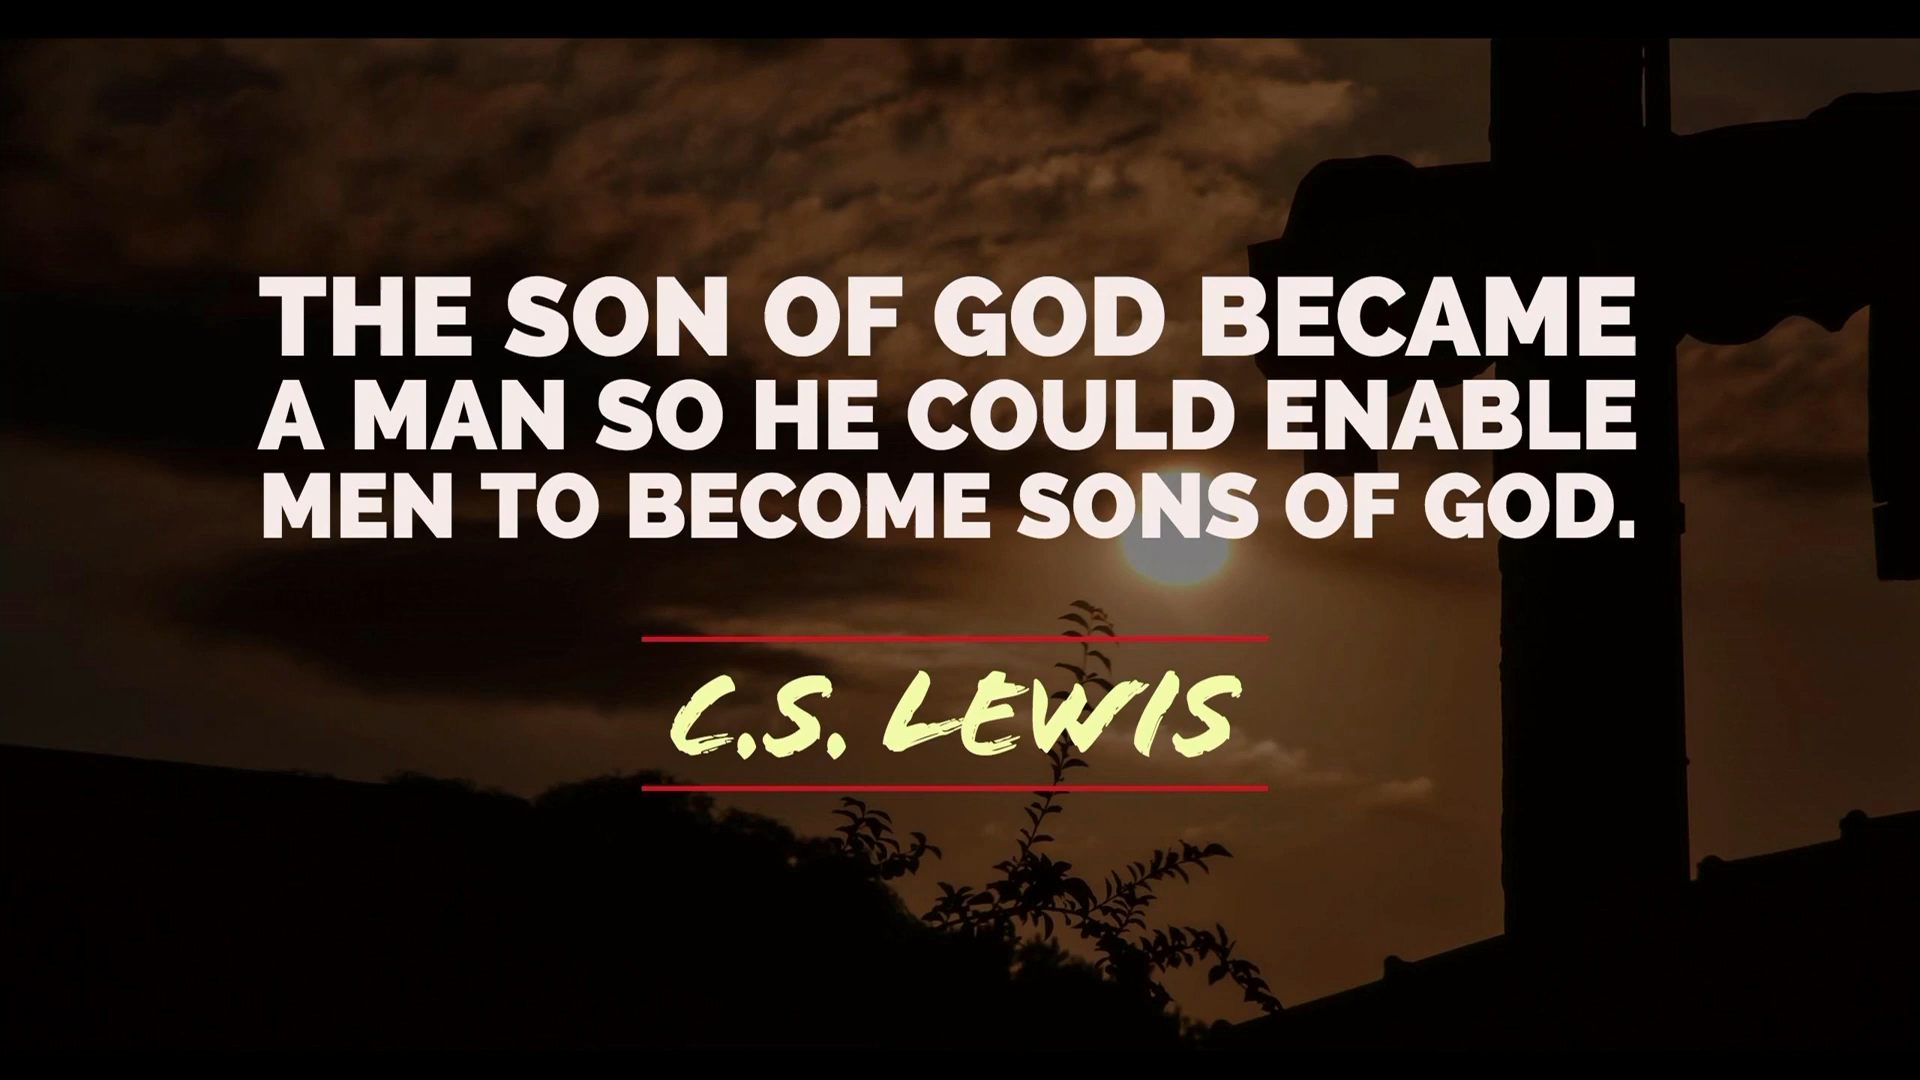 THE SON OF GOD BECAME
A MAN SO HE COULD ENABLE
MEN TO BECOME SONS OF GOD.
C.S. LEWIS